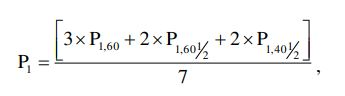 P₁ = [3×P₁,₆₀ + 2×P₁,₆₀½ + 2×P₁,₄₀½] / 7 ,